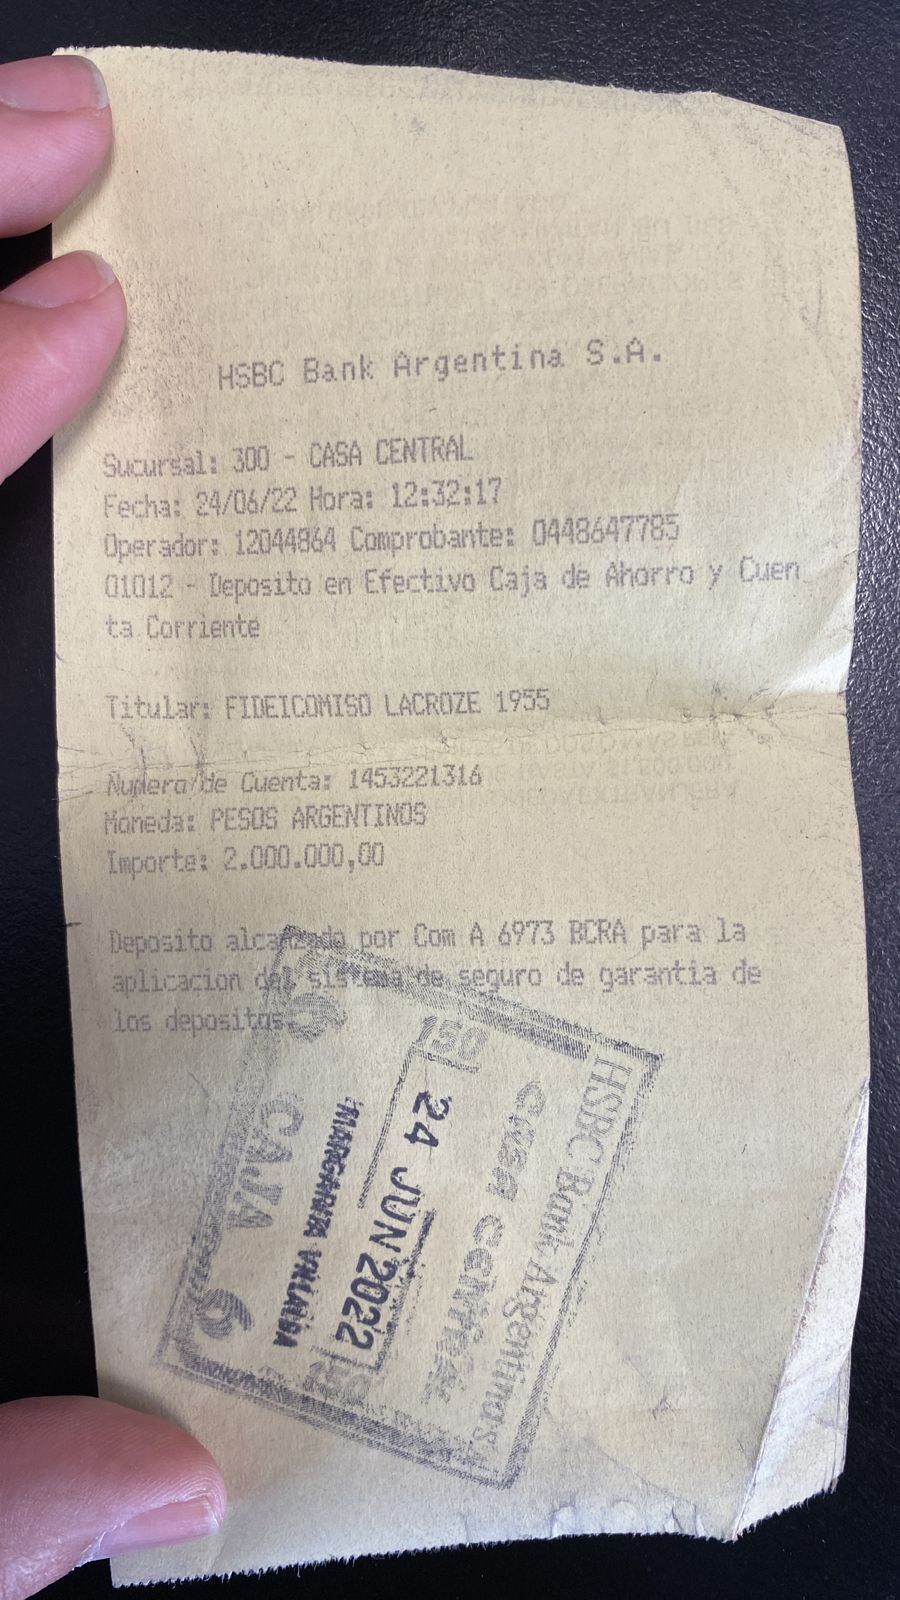 HSBC Bank Argentina S.A.
Sucursal: 300 - CASA CENTRAL
Fecha: 24/06/22 Hora: 12:32:17
Operador: 12044864 Comprobante: 0448647785
01012 - Deposito en Efectivo Caja de Ahorro y Cuen
ta Corriente
Titular: FIDEICOMISO LACROZE 1955
Numero de Cuenta: 1453221316
Moneda: PESOS ARGENTINOS
Importe: 2.000.000,00
Deposito alcanzado por Com A 6973 BCRA para la
aplicacion del sistema de seguro de garantia de
los depositos.
HSBC Bank Argentina S.A.
CASA CENTRAL
150
24 JUN 2022
MARGARITA
CAJA 6